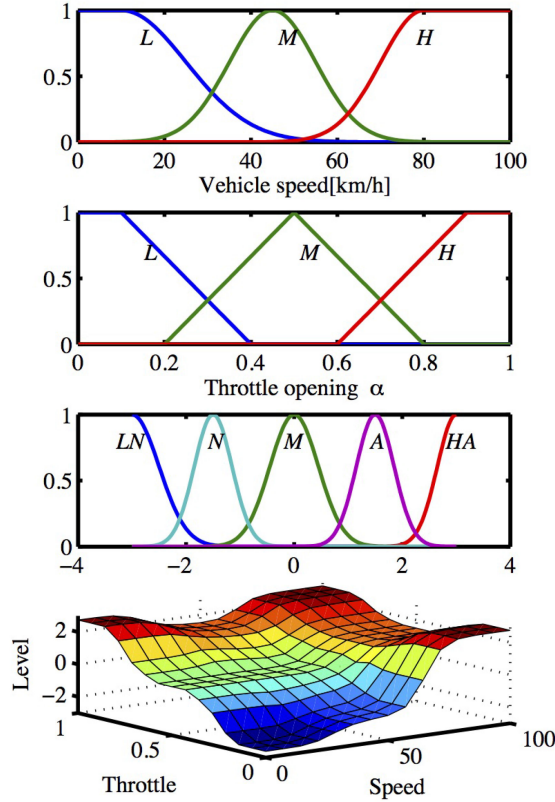 1
L M H
0.5
0
0 20 40 60 80 100
Vehicle speed[km/h]
1
L M H
0.5
0
0 0.2 0.4 0.6 0.8 1
Throttle opening α
1
LN N M A HA
0.5
0
−4 −2 0 2 4
2
0
−2
Level
1
0.5
0
Throttle
0
50
100
Speed